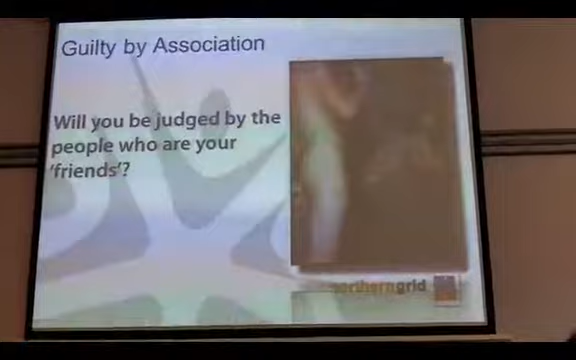 Guilty by Association
Will you be judged by the
people who are your
'friends'?
northerngrid